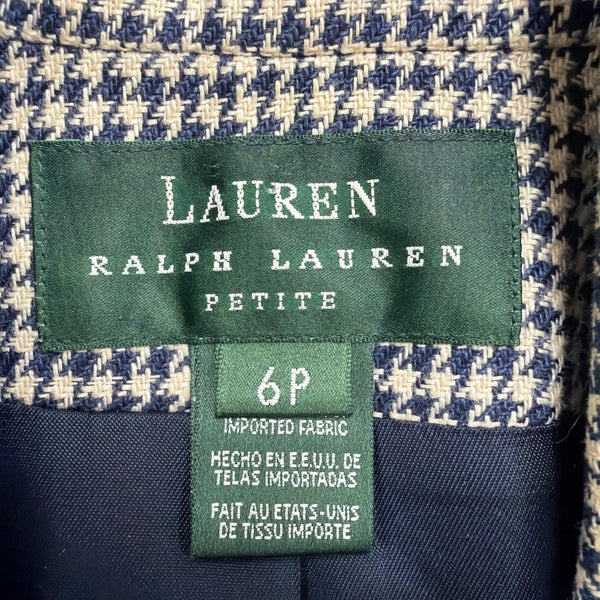 LAUREN
RALPH LAUREN
PETITE
6P
IMPORTED FABRIC
HECHO EN E.E.U.U. DE
TELAS IMPORTADAS
FAIT AU ETATS-UNIS
DE TISSU IMPORTE